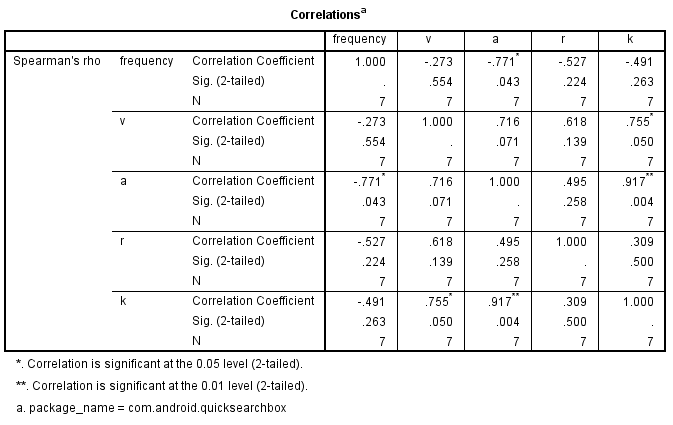 Correlationsa
frequency v a r k
Spearman's rho frequency Correlation Coefficient 1.000 -.273 -.771* -.527 -.491
Sig. (2-tailed) . .554 .043 .224 .263
N 7 7 7 7 7
v Correlation Coefficient -.273 1.000 .716 .618 .755*
Sig. (2-tailed) .554 . .071 .139 .050
N 7 7 7 7 7
a Correlation Coefficient -.771* .716 1.000 .495 .917**
Sig. (2-tailed) .043 .071 . .258 .004
N 7 7 7 7 7
r Correlation Coefficient -.527 .618 .495 1.000 .309
Sig. (2-tailed) .224 .139 .258 . .500
N 7 7 7 7 7
k Correlation Coefficient -.491 .755* .917** .309 1.000
Sig. (2-tailed) .263 .050 .004 .500 .
N 7 7 7 7 7
*. Correlation is significant at the 0.05 level (2-tailed).
**. Correlation is significant at the 0.01 level (2-tailed).
a. package_name = com.android.quicksearchbox